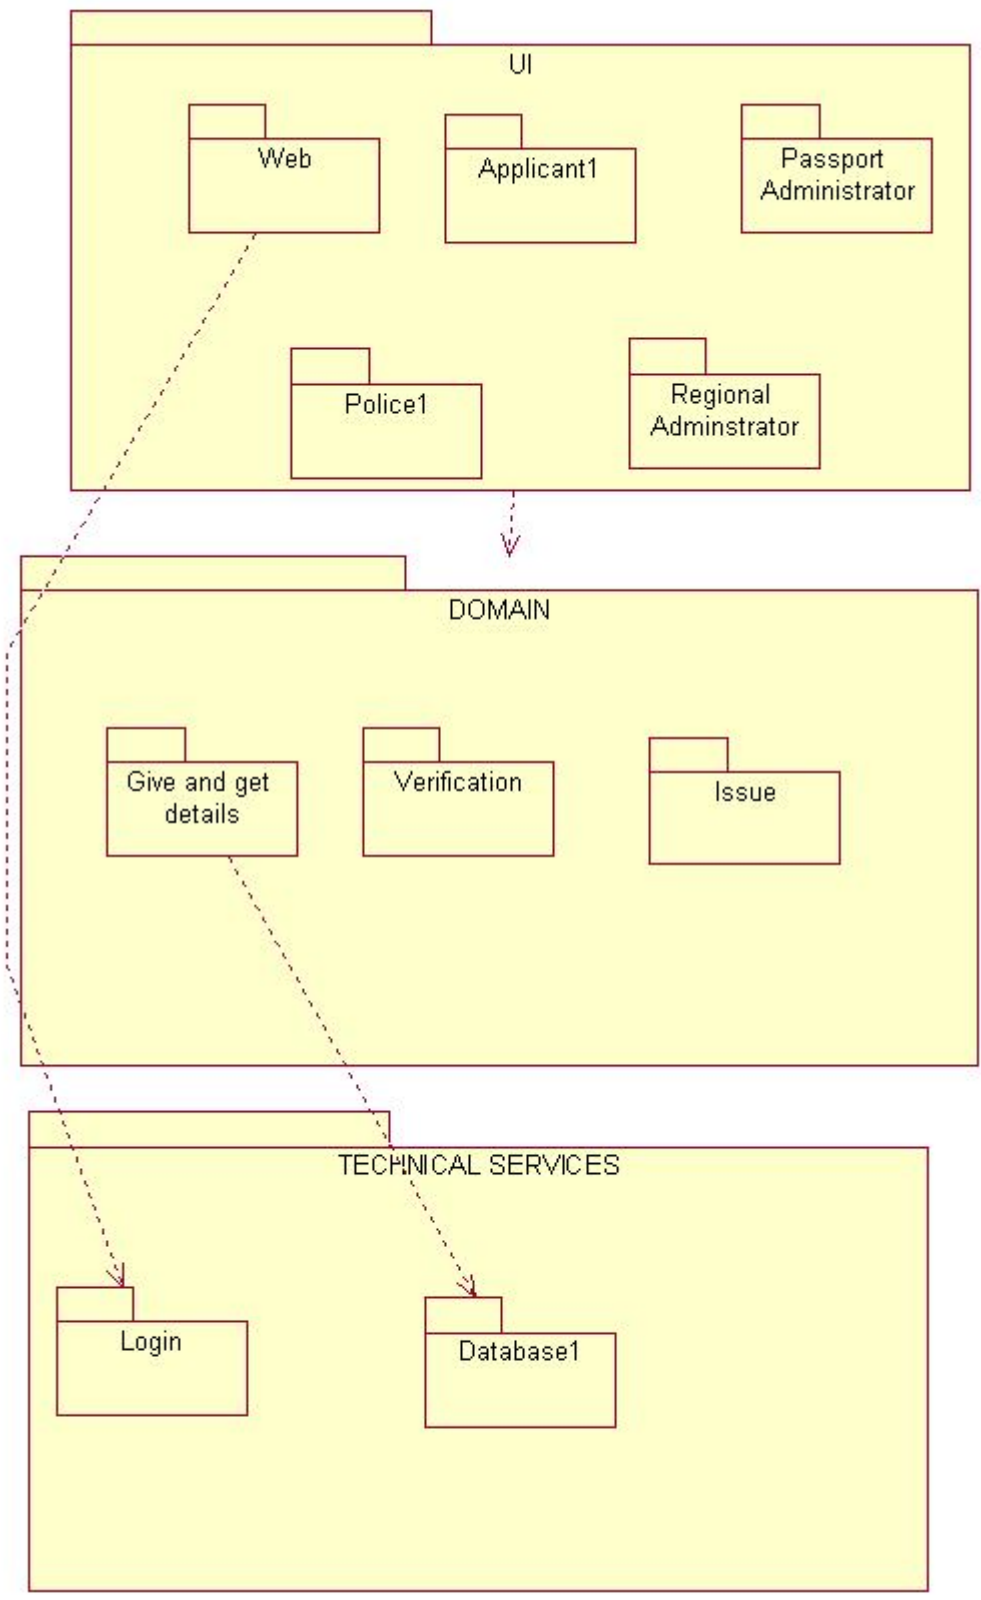 UI
Web
Applicant1
Passport
Administrator
Police1
Regional
Adminstrator
DOMAIN
Give and get
details
Verification
Issue
TECHNICAL SERVICES
Login
Database1